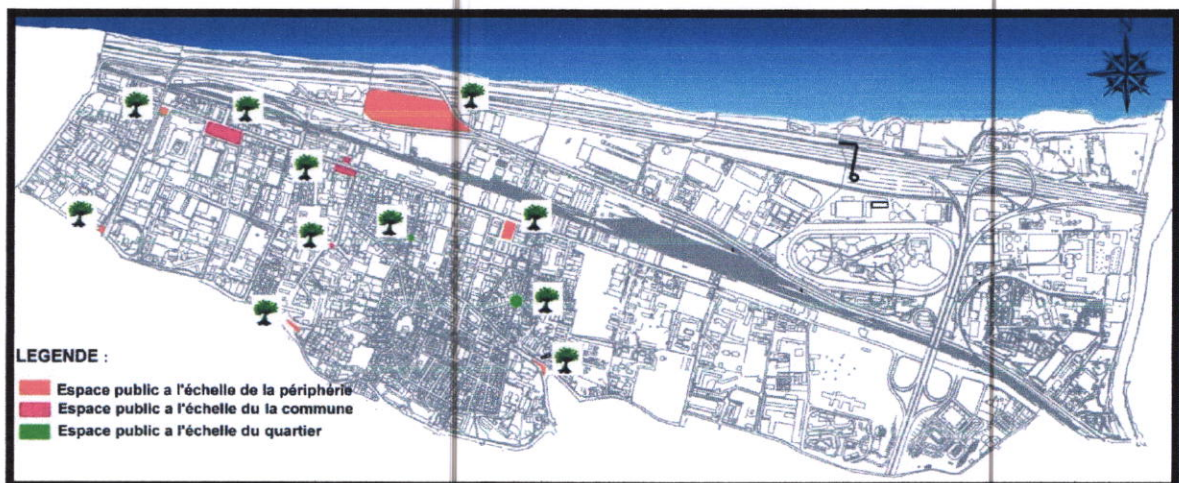 LEGENDE :
Espace public a l'échelle de la périphérie
Espace public a l'échelle du la commune
Espace public a l'échelle du quartier